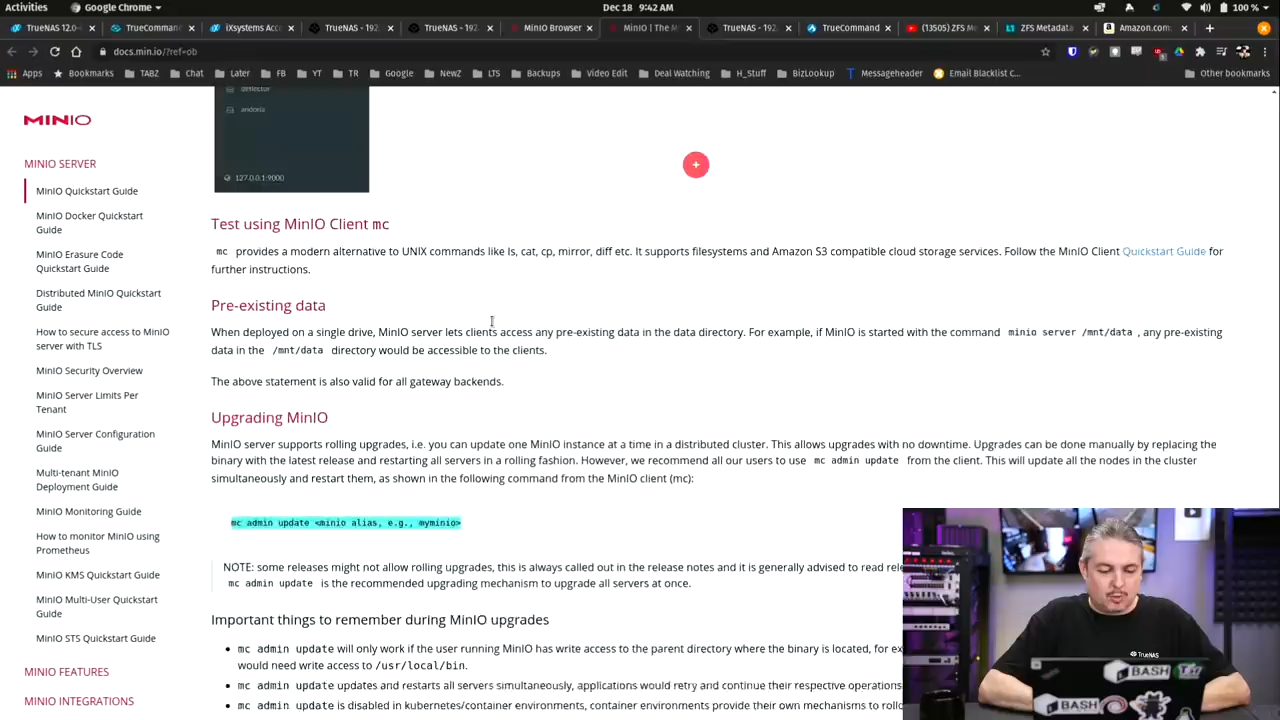 Activities
Google Chrome
Dec 18 9:42 AM
100 %
TrueNAS 12.0-
TrueComman
iXsystems Acc
TrueNAS - 192
TrueNAS - 192.
MinIO Browser
MinIO | The M
TrueNAS - 192.
TrueComman
(13505) ZFS Me
ZFS Metadata
Amazon.com
docs.min.io/?ref=ob
Apps
Bookmarks
TABZ
Chat
Later
FB
YT
TR
Google
NewZ
LTS
Backups
Video Edit
Deal Watching
H_Stuff
BizLookup
Messageheader
Email Blacklist C...
Other bookmarks
MINIO
MINIO SERVER
MinIO Quickstart Guide
MinIO Docker Quickstart
Guide
MinIO Erasure Code
Quickstart Guide
Distributed MinIO Quickstart
Guide
How to secure access to MinIO
server with TLS
MinIO Security Overview
MinIO Server Limits Per
Tenant
MinIO Server Configuration
Guide
Multi-tenant MinIO
Deployment Guide
MinIO Monitoring Guide
How to monitor MinIO using
Prometheus
MinIO KMS Quickstart Guide
MinIO Multi-User Quickstart
Guide
MinIO STS Quickstart Guide
MINIO FEATURES
MINIO INTEGRATIONS
deflector
andoria
127.0.0.1:9000
Test using MinIO Client mc
mc provides a modern alternative to UNIX commands like ls, cat, cp, mirror, diff etc. It supports filesystems and Amazon S3 compatible cloud storage services. Follow the MinIO Client Quickstart Guide for
further instructions.
Pre-existing data
When deployed on a single drive, MinIO server lets clients access any pre-existing data in the data directory. For example, if MinIO is started with the command minio server /mnt/data , any pre-existing
data in the /mnt/data directory would be accessible to the clients.
The above statement is also valid for all gateway backends.
Upgrading MinIO
MinIO server supports rolling upgrades, i.e. you can update one MinIO instance at a time in a distributed cluster. This allows upgrades with no downtime. Upgrades can be done manually by replacing the
binary with the latest release and restarting all servers in a rolling fashion. However, we recommend all our users to use mc admin update from the client. This will update all the nodes in the cluster
simultaneously and restart them, as shown in the following command from the MinIO client (mc):
mc admin update <minio alias, e.g., myminio>
NOTE: some releases might not allow rolling upgrades, this is always called out in the release notes and it is generally advised to read rele
mc admin update is the recommended upgrading mechanism to upgrade all servers at once.
Important things to remember during MinIO upgrades
mc admin update will only work if the user running MinIO has write access to the parent directory where the binary is located, for ex
would need write access to /usr/local/bin.
mc admin update updates and restarts all servers simultaneously, applications would retry and continue their respective operations
mc admin update is disabled in kubernetes/container environments, container environments provide their own mechanisms to rollo
TrueNAS
BASH
BASH